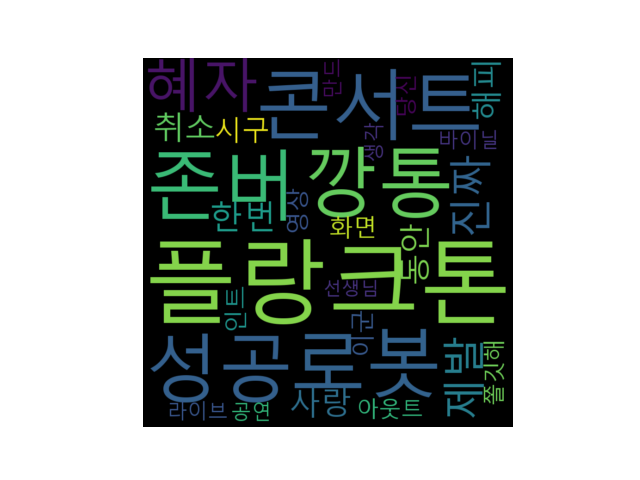 혜자
콘서트
만드
당신
해피
취소
시구
생각
바이닐
존버
깡통
진짜
한번
영상
화면
동안
플랑크톤
선생님
인트
이군
성공
로봇
제발
쫄깃해
라이브
공연
사랑
아웃트